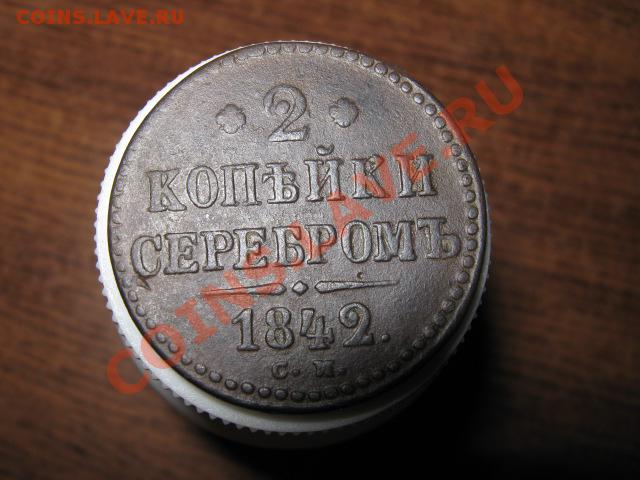 COINS.LAVE.RU
2
КОПѢЙКИ
СЕРЕБРОМЪ
1842.
С.М.
COINS.LAVE.RU